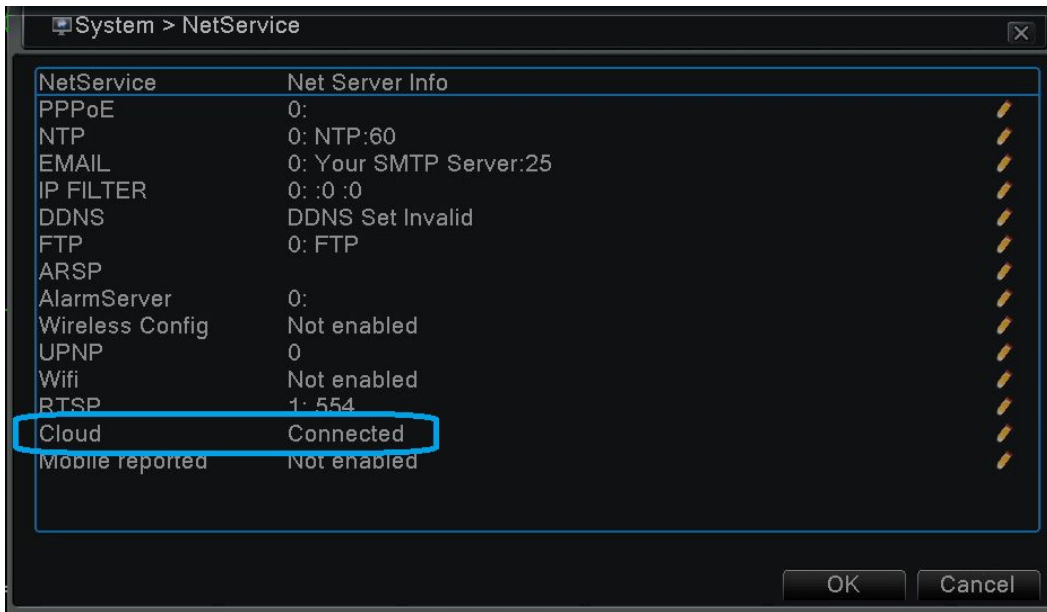 System > NetService
NetService Net Server Info
PPPoE 0:
NTP 0: NTP:60
EMAIL 0: Your SMTP Server:25
IP FILTER 0: :0 :0
DDNS DDNS Set Invalid
FTP 0: FTP
ARSP
AlarmServer 0:
Wireless Config Not enabled
UPNP 0
Wifi Not enabled
RTSP 1: 554
Cloud Connected
Mobile reported Not enabled
OK Cancel